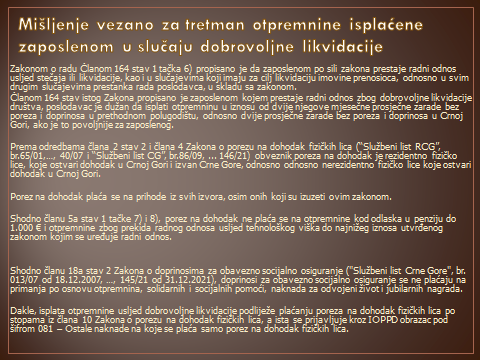 Mišljenje vezano za tretman otpremnine isplaćene
zaposlenom u slučaju dobrovoljne likvidacije
Zakonom o radu Članom 164 stav 1 tačka 6) propisano je da zaposlenom po sili zakona prestaje radni odnos
usljed stečaja ili likvidacije, kao i u slučajevima koji imaju za cilj likvidaciju imovine prenosioca, odnosno u svim
drugim slučajevima prestanka rada poslodavca, u skladu sa zakonom.
Članom 164 stav istog Zakona propisano je zaposlenom kojem prestaje radni odnos zbog dobrovoljne likvidacije
društva, poslodavac je dužan da isplati otpremninu u iznosu od dvije njegove mjesečne prosječne zarade bez
poreza i doprinosa u prethodnom polugodištu, odnosno dvije prosječne zarade bez poreza i doprinosa u Crnoj
Gori, ako je to povoljnije za zaposlenog.
Prema odredbama člana 2 stav 2 i člana 4 Zakona o porezu na dohodak fizičkih lica ("Službeni list RCG",
br.65/01,..., 40/07 i "Službeni list CG", br.86/09, ... 146/21) obveznik poreza na dohodak je rezidentno fizičko
lice, koje ostvari dohodak u Crnoj Gori i izvan Crne Gore, odnosno odnosno nerezidentno fizičko lice koje ostvari
dohodak u Crnoj Gori.
Porez na dohodak plaća se na prihode iz svih izvora, osim onih koji su izuzeti ovim zakonom.
Shodno članu 5a stav 1 tačke 7) i 8), porez na dohodak ne plaća se na otpremnine kod odlaska u penziju do
1.000 € i otpremnine zbog prekida radnog odnosa usljed tehnološkog viška do najnižeg iznosa utvrđenog
zakonom kojim se uređuje radni odnos.
Shodno članu 18a stav 2 Zakona o doprinosima za obavezno socijalno osiguranje ("Službeni list Crne Gore", br.
013/07 od 18.12.2007, ..., 145/21 od 31.12.2021), doprinosi za obavezno socijalno osiguranje se ne plaćaju na
primanja po osnovu otpremnina, solidarnih i socijalnih pomoći, naknada za odvojeni život i jubilarnih nagrada.
Dakle, isplata otpremnine usljed dobrovoljne likvidacije podliježe plaćanju poreza na dohodak fizičkih lica po
stopama iz člana 10 Zakona o porezu na dohodak fizičkih lica, a ista se prijavljuje kroz IOPPD obrazac pod
šifrom 081 – Ostale naknade na koje se plaća samo porez na dohodak fizičkih lica.